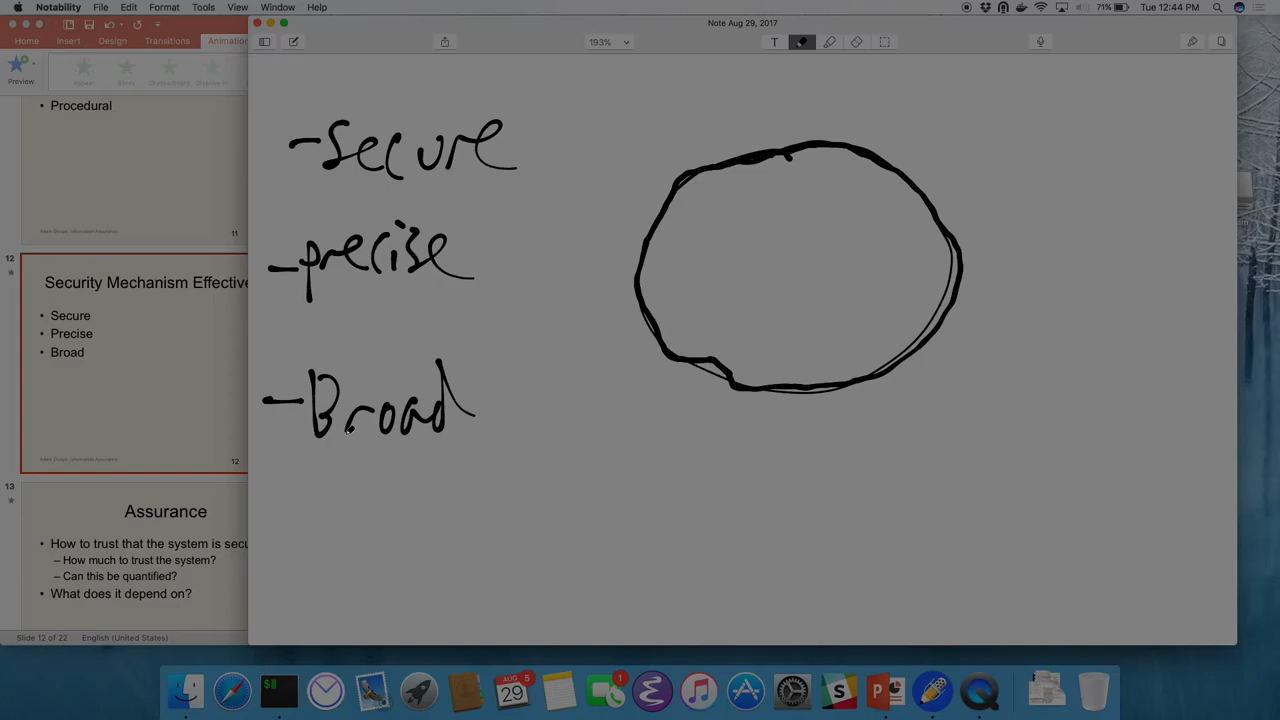 Notability File Edit View Tools Window Help 71% Tue 12:44 PM
Note Aug 29, 2017
Home Insert Design Transitions Animation
193% T
Preview
Procedural
11
12
Security Mechanism Effective
Secure
Precise
Broad
12
13
Assurance
How to trust that the system is secu
– How much to trust the system?
– Can this be quantified?
What does it depend on?
Slide 12 of 22 English (United States)
-Secure
-precise
-Broad
$
AUG 5
29
1